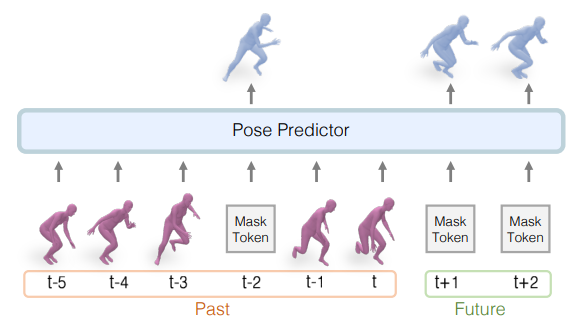 Pose Predictor
Mask
Token
Mask
Token
Mask
Token
t-5 t-4 t-3 t-2 t-1 t t+1 t+2
Past Future